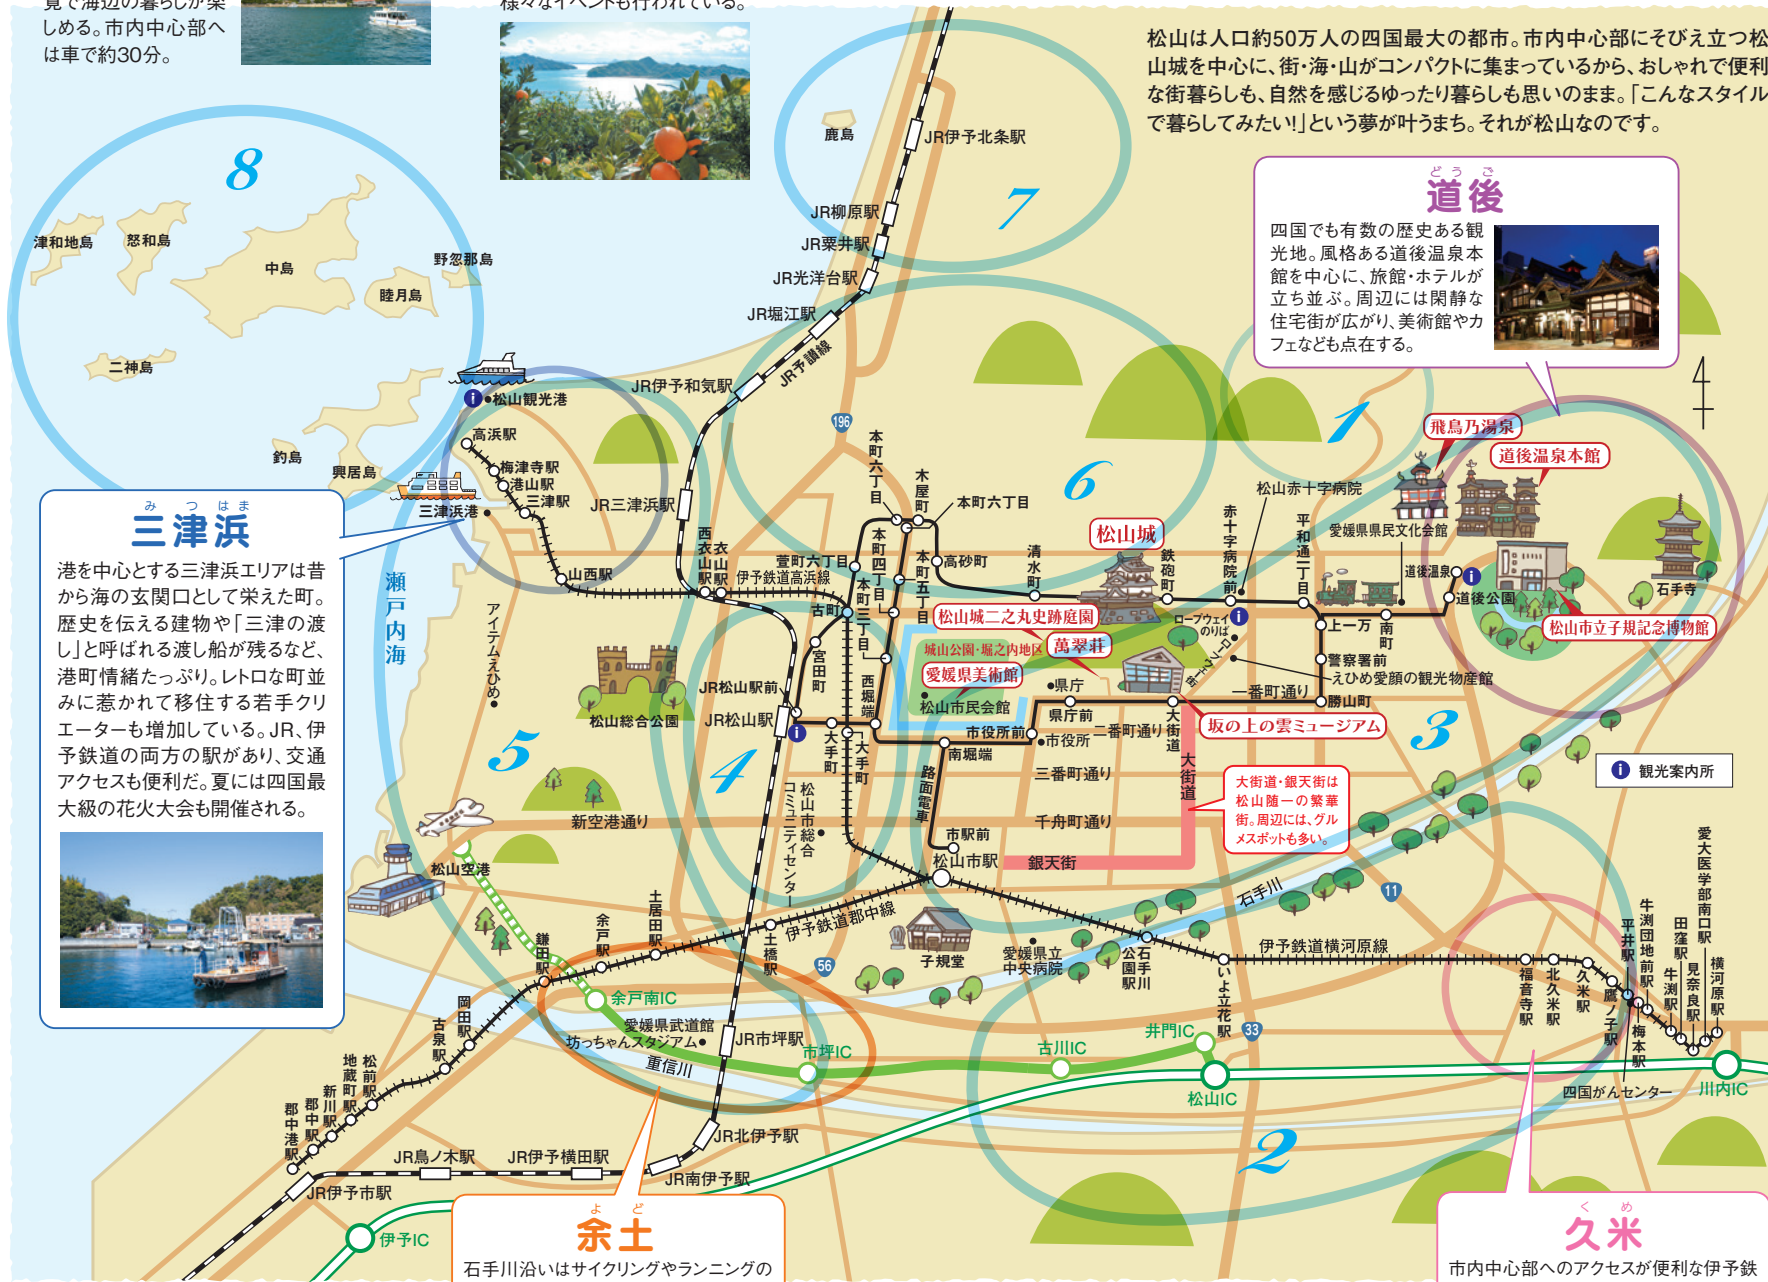 覚で海辺の暮らしが楽
しめる。市内中心部へ
は車で約30分。
様々なイベントも行われている。
松山は人口約50万人の四国最大の都市。市内中心部にそびえ立つ松
山城を中心に、街・海・山がコンパクトに集まっているから、おしゃれで便利
な街暮らしも、自然を感じるゆったり暮らしも思いのまま。「こんなスタイル
で暮らしてみたい!」という夢が叶うまち。それが松山なのです。
8
津和地島
怒和島
中島
野忽那島
睦月島
二神島
釣島
興居島
鹿島
7
JR伊予北条駅
JR柳原駅
JR粟井駅
JR光洋台駅
JR堀江駅
JR予讃線
JR伊予和気駅
JR三津浜駅
どうご
道後
四国でも有数の歴史ある観
光地。風格ある道後温泉本
館を中心に、旅館・ホテルが
立ち並ぶ。周辺には閑静な
住宅街が広がり、美術館やカ
フェなども点在する。
i
松山観光港
高浜駅
梅津寺駅
港山駅
三津駅
三津浜港
山西駅
西衣山駅
衣山駅
伊予鉄道高浜線
古町
みつはま
三津浜
港を中心とする三津浜エリアは昔
から海の玄関口として栄えた町。
歴史を伝える建物や「三津の渡
し」と呼ばれる渡し船が残るなど、
港町情緒たっぷり。レトロな町並
みに惹かれて移住する若手クリ
エーターも増加している。JR、伊
予鉄道の両方の駅があり、交通
アクセスも便利だ。夏には四国最
大級の花火大会も開催される。
瀬戸内海
アイテムえひめ
5
新空港通り
松山空港
松山総合公園
196
6
1
本町六丁目
木屋町
本町六丁目
萱町六丁目
本町四丁目
本町五丁目
本町三丁目
高砂町
清水町
鉄砲町
赤十字病院前
松山赤十字病院
平和通一丁目
愛媛県県民文化会館
飛鳥乃湯泉
道後温泉本館
道後温泉
i
道後公園
石手寺
松山市立子規記念博物館
南町
上一万
警察署前
えひめ愛顔の観光物産館
一番町通り
勝山町
松山城
松山城二之丸史跡庭園
城山公園・堀之内地区
萬翠荘
愛媛県美術館
松山市民会館
ロープウェイ
のりば
i
ロープウェイ街
宮田町
JR松山駅前
JR松山駅
i
大手町
大手町
西堀端
南堀端
県庁
県庁前
市役所前
市役所
大街道
坂の上の雲ミュージアム
二番町通り
三番町通り
千舟町通り
大街道
銀天街
大街道・銀天街は
松山随一の繁華
街。周辺には、グル
メスポットも多い。
3
i 観光案内所
4
松山市総合
コミュニティセンター
路面電車
市駅前
松山市駅
石手川
11
伊予鉄道郡中線
土居田駅
余戸駅
鎌田駅
土橋駅
岡田駅
古泉駅
松前駅
地蔵町駅
新川駅
郡中駅
郡中港駅
56
子規堂
愛媛県立
中央病院
石手川
公園駅
いよ立花駅
伊予鉄道横河原線
福音寺駅
北久米駅
久米駅
鷹ノ子駅
平井駅
梅本駅
牛渕団地前駅
牛渕駅
田窪駅
見奈良駅
愛大医学部南口駅
横河原駅
四国がんセンター
川内IC
33
井門IC
古川IC
松山IC
市坪IC
余戸南IC
愛媛県武道館
坊っちゃんスタジアム
JR市坪駅
重信川
JR北伊予駅
JR南伊予駅
JR伊予横田駅
JR鳥ノ木駅
JR伊予市駅
伊予IC
2
よど
余土
石手川沿いはサイクリングやランニングの
くめ
久米
市内中心部へのアクセスが便利な伊予鉄